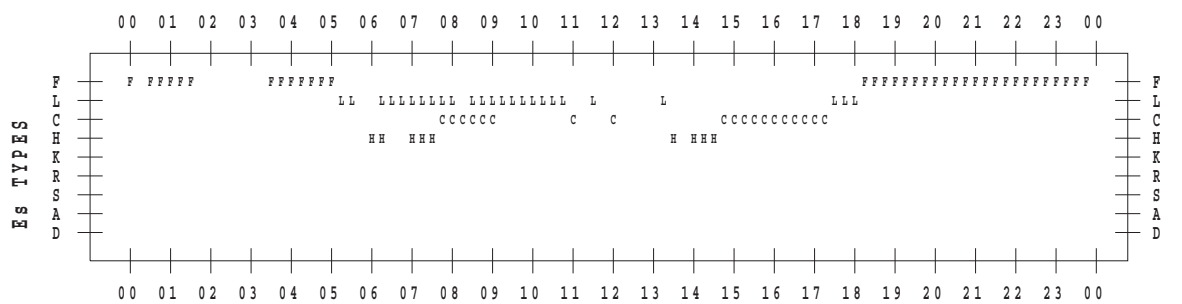 00 01 02 03 04 05 06 07 08 09 10 11 12 13 14 15 16 17 18 19 20 21 22 23 00
Es TYPES
F F FFFFF FFFFFFF FFFFFFFFFFFFFFFFFFFFFFF F
L LL LLLLLLLL LLLLLLLLLL L L LLL L
C CCCCCC C C CCCCCCCCCCC C
H HH HHH H HHH H
K K
R R
S S
A A
D D
00 01 02 03 04 05 06 07 08 09 10 11 12 13 14 15 16 17 18 19 20 21 22 23 00